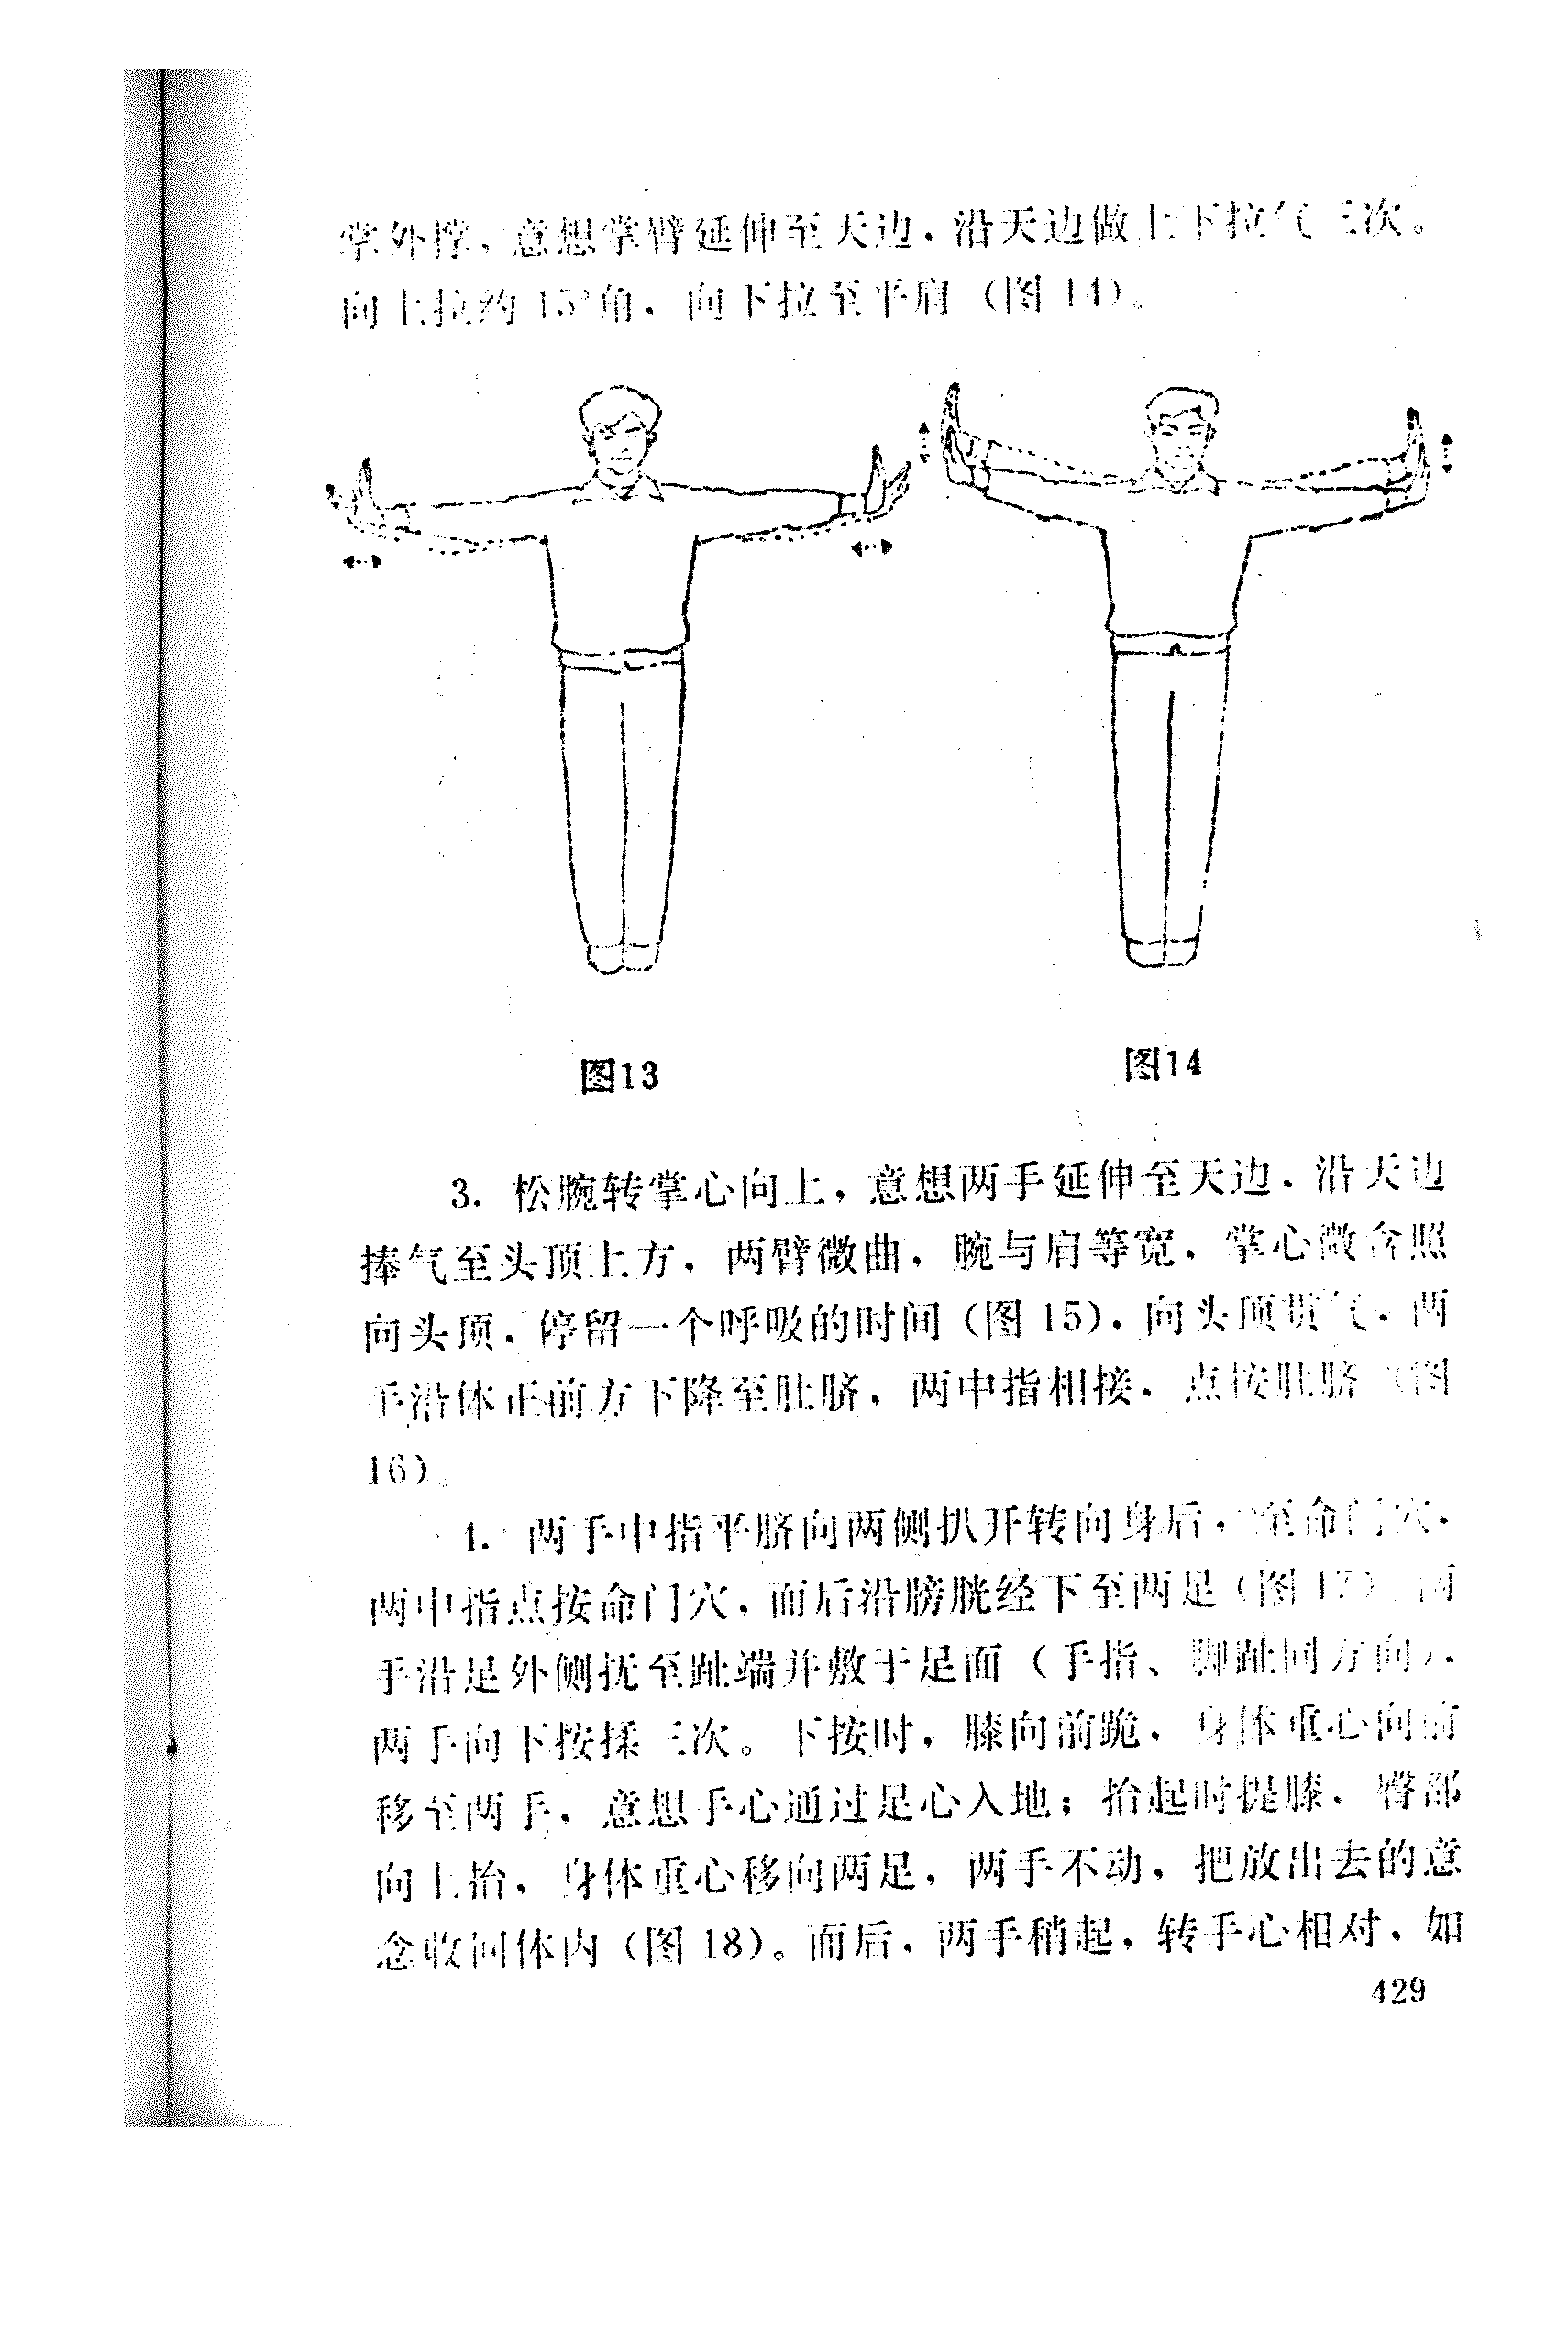 掌外撑，意想掌臂延伸至天边，沿天边做上下拉气三次。
向上拉约15°角，向下拉至平肩（图14）。
图13
图14
3. 松腕转掌心向上，意想两手延伸至天边，沿天边
捧气至头顶上方，两臂微曲，腕与肩等宽，掌心微含照
向头顶，停留一个呼吸的时间（图15），向头顶贯气，两
手沿体正前方下降至肚脐，两中指相接，点按肚脐（图
16）。
4. 两手中指平脐向两侧扒开转向身后，至命门穴，
两中指点按命门穴，而后沿膀胱经下至两足（图17）两
手沿足外侧抚至趾端并敷于足面（手指、脚趾同方向），
两手向下按揉三次。下按时，膝向前跪，身体重心向前
移至两手，意想手心通过足心入地；抬起时提膝，臀部
向上抬，身体重心移向两足，两手不动，把放出去的意
念收回体内（图18）。而后，两手稍起，转手心相对，如
429